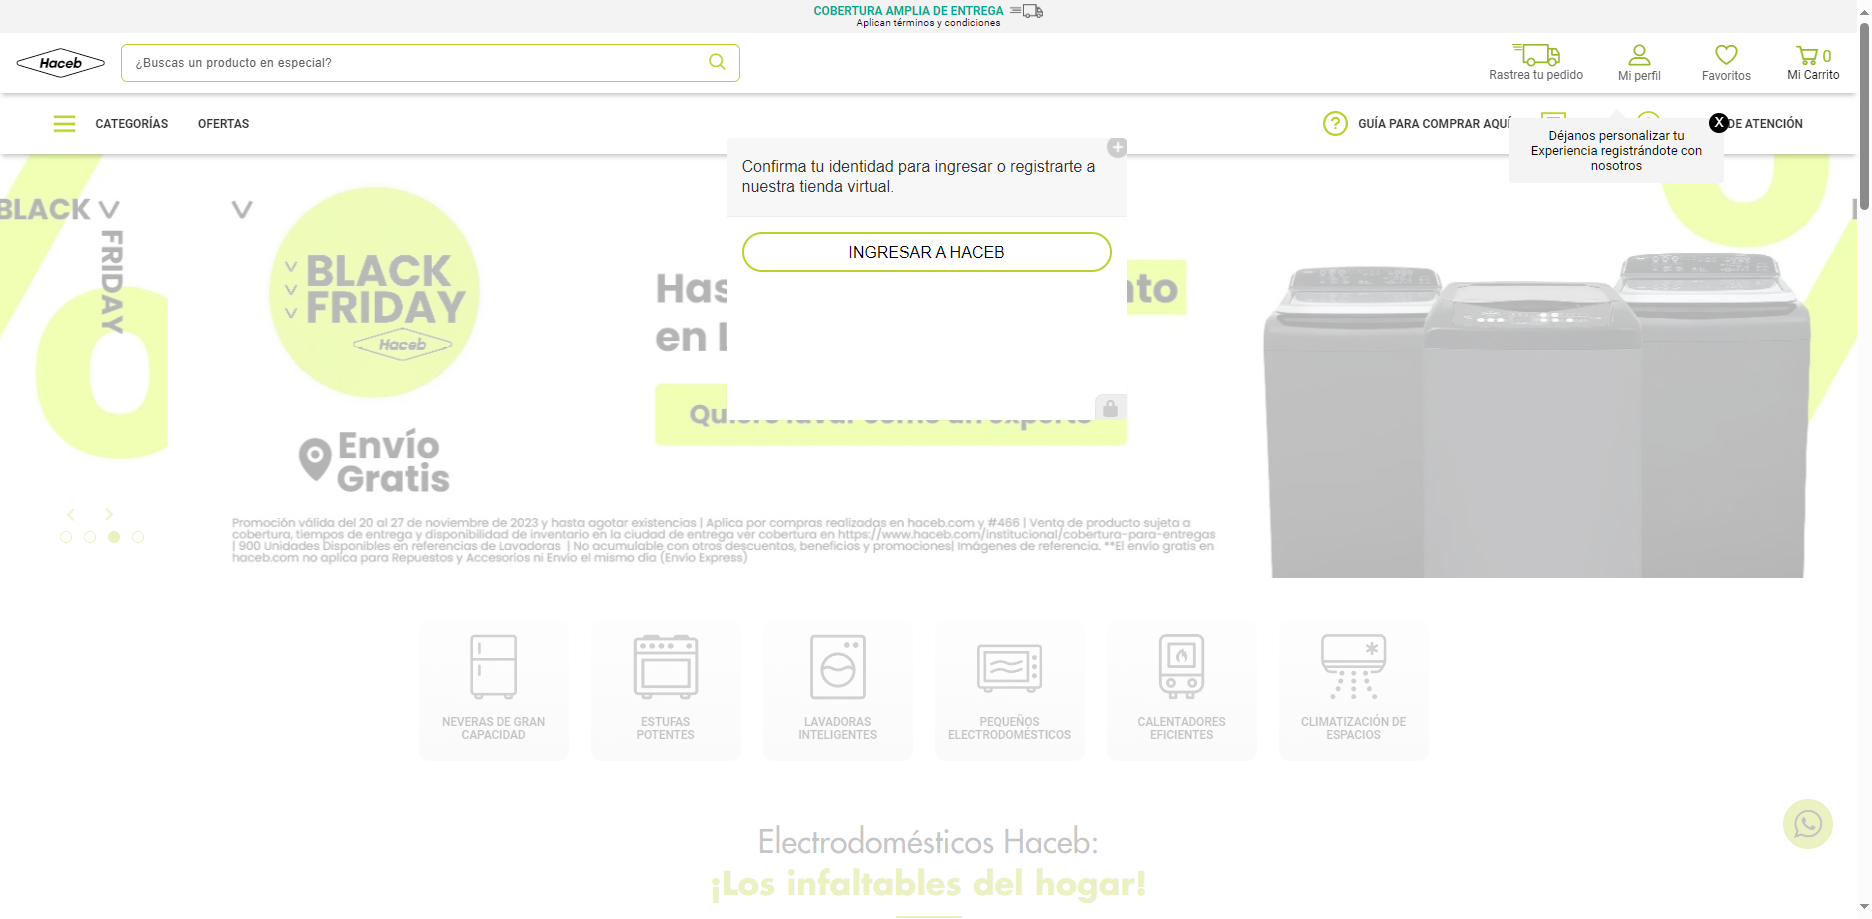 COBERTURA AMPLIA DE ENTREGA
Aplican términos y condiciones
Haceb
¿Buscas un producto en especial?
Rastrea tu pedido
Mi perfil
Favoritos
0
Mi Carrito
CATEGORÍAS
OFERTAS
GUÍA PARA COMPRAR AQUÍ
DE ATENCIÓN
X
Déjanos personalizar tu
Experiencia registrándote con
nosotros
Confirma tu identidad para ingresar o registrarte a
nuestra tienda virtual.
INGRESAR A HACEB
BLACK
FRIDAY
BLACK
FRIDAY
Haceb
Envío
Gratis
en
Promoción válida del 20 al 27 de noviembre de 2023 y hasta agotar existencias | Aplica por compras realizadas en haceb.com y #466 | Venta de producto sujeta a
cobertura, tiempos de entrega y disponibilidad de inventario en la ciudad de entrega ver cobertura en https://www.haceb.com/institucional/cobertura-para-entregas
| 900 Unidades Disponibles en referencias de Lavadoras | No acumulable con otros descuentos, beneficios y promociones| Imágenes de referencia. **El envío gratis en
haceb.com no aplica para Repuestos y Accesorios ni Envío el mismo día (Envío Express)
NEVERAS DE GRAN
CAPACIDAD
ESTUFAS
POTENTES
LAVADORAS
INTELIGENTES
PEQUEÑOS
ELECTRODOMÉSTICOS
CALENTADORES
EFICIENTES
CLIMATIZACIÓN DE
ESPACIOS
Electrodomésticos Haceb:
¡Los infaltables del hogar!